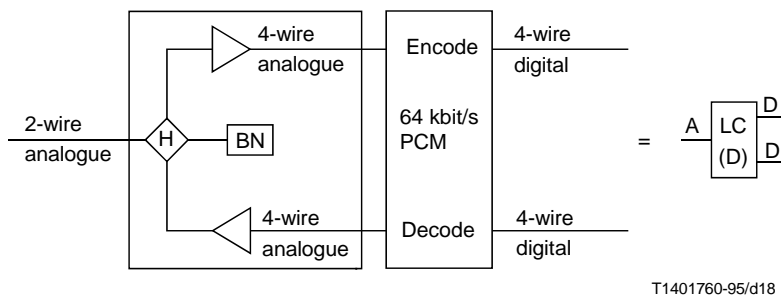 4-wire
analogue
Encode
4-wire
digital
2-wire
analogue
H
BN
64 kbit/s
PCM
=
A
LC
(D)
D
D
4-wire
analogue
Decode
4-wire
digital
T1401760-95/d18